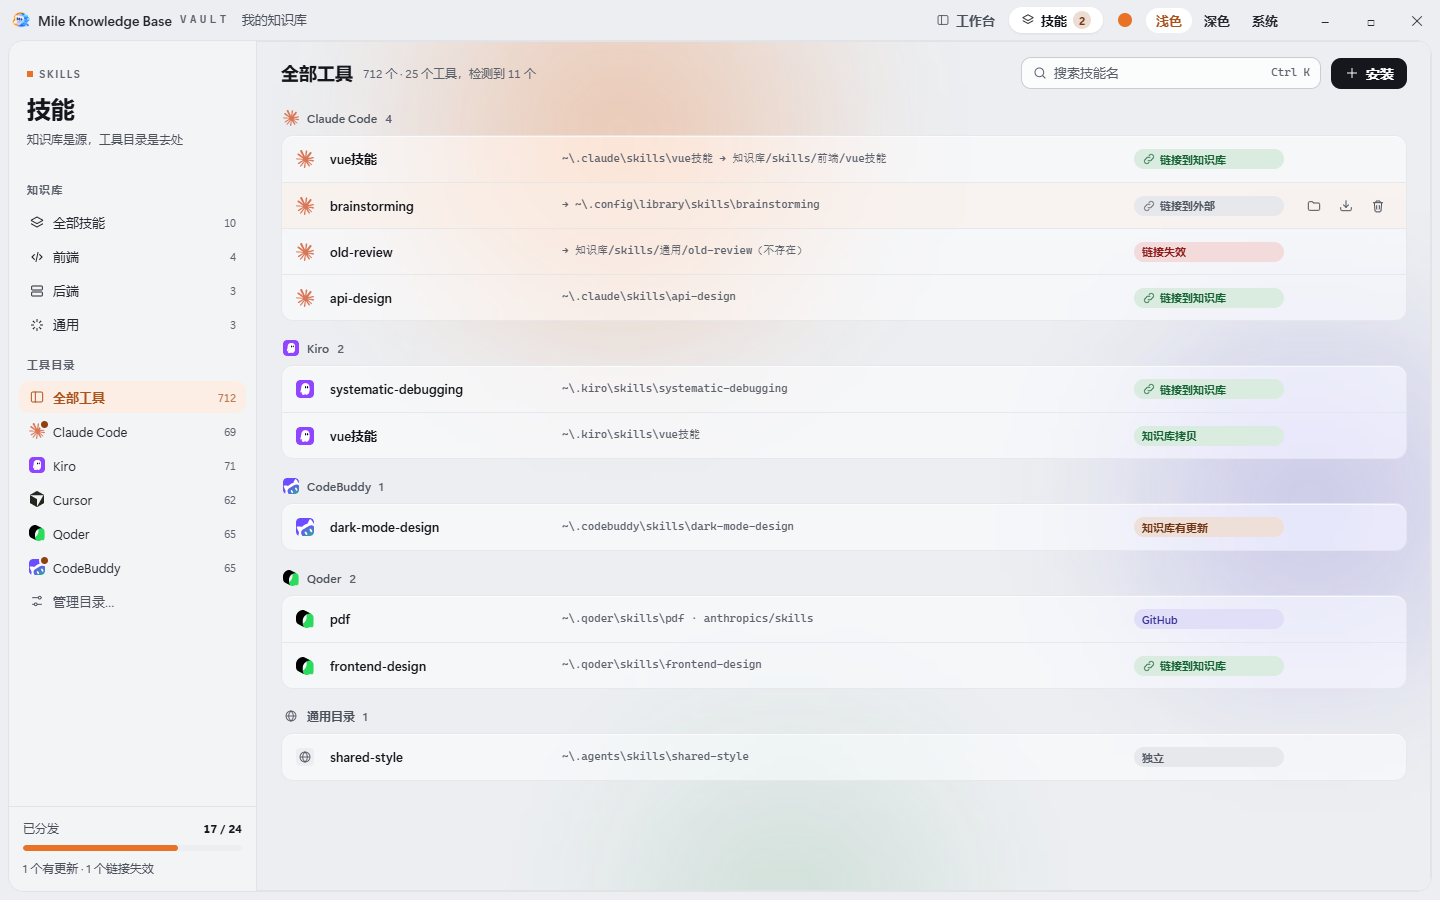 Mile Knowledge Base VAULT 我的知识库
工作台 技能 2 浅色 深色 系统
SKILLS
技能
知识库是源，工具目录是去处
知识库
全部技能 10
前端 4
后端 3
通用 3
工具目录
全部工具 712
Claude Code 69
Kiro 71
Cursor 62
Qoder 65
CodeBuddy 65
管理目录...
已分发 17 / 24
1 个有更新 · 1 个链接失效
全部工具 712 个 · 25 个工具，检测到 11 个
搜索技能名 Ctrl K
安装
Claude Code 4
vue技能 ~\.claude\skills\vue技能 → 知识库/skills/前端/vue技能 链接到知识库
brainstorming → ~\.config\library\skills\brainstorming 链接到外部
old-review → 知识库/skills/通用/old-review（不存在） 链接失效
api-design ~\.claude\skills\api-design 链接到知识库
Kiro 2
systematic-debugging ~\.kiro\skills\systematic-debugging 链接到知识库
vue技能 ~\.kiro\skills\vue技能 知识库拷贝
CodeBuddy 1
dark-mode-design ~\.codebuddy\skills\dark-mode-design 知识库有更新
Qoder 2
pdf ~\.qoder\skills\pdf · anthropics/skills GitHub
frontend-design ~\.qoder\skills\frontend-design 链接到知识库
通用目录 1
shared-style ~\.agents\skills\shared-style 独立